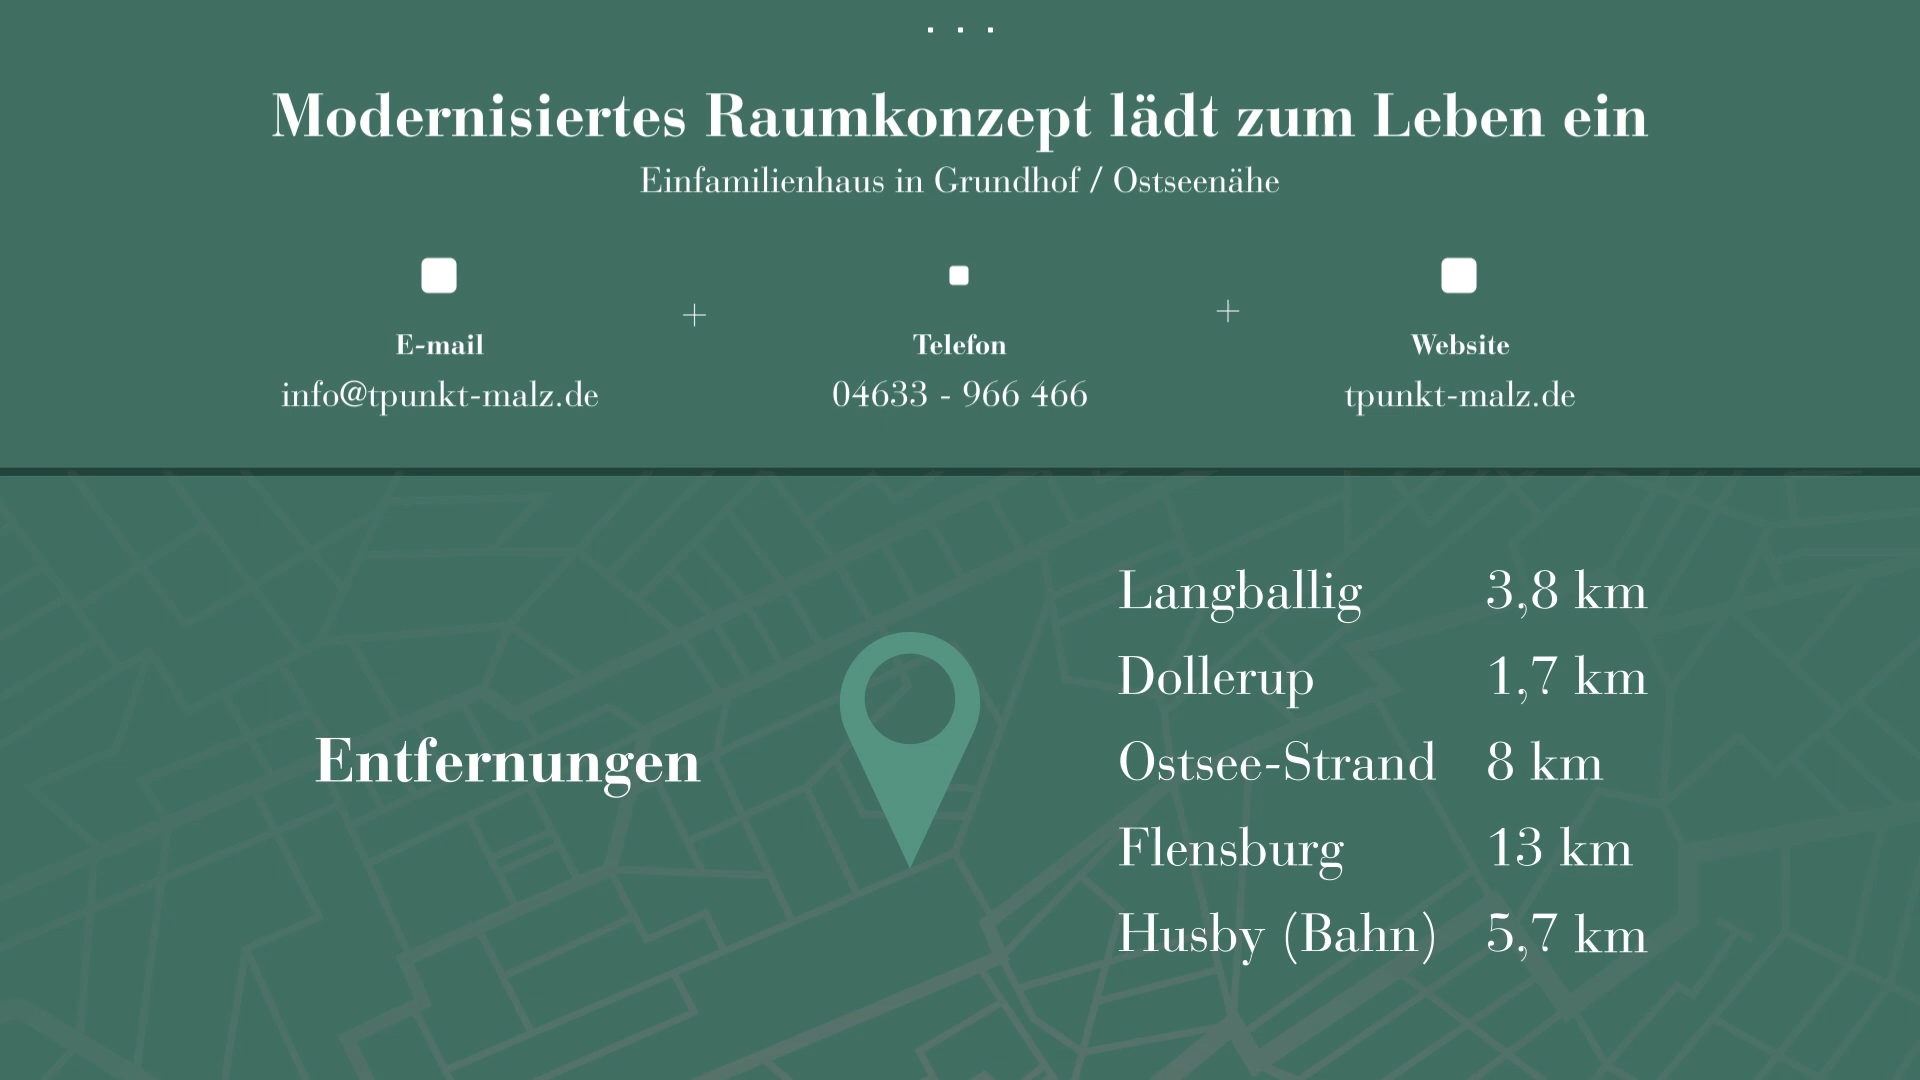 Modernisiertes Raumkonzept lädt zum Leben ein
Einfamilienhaus in Grundhof / Ostseenähe
E-mail
info@tpunkt-malz.de
Telefon
04633 - 966 466
Website
tpunkt-malz.de
Entfernungen
Langballig 3,8 km
Dollerup 1,7 km
Ostsee-Strand 8 km
Flensburg 13 km
Husby (Bahn) 5,7 km